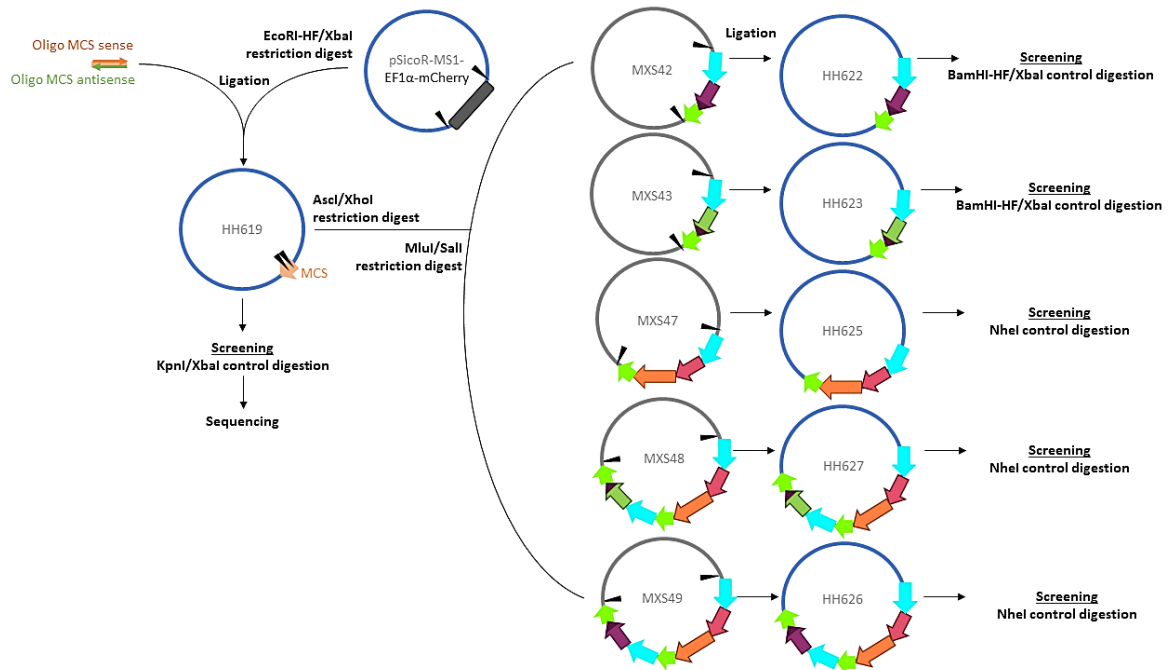 Oligo MCS sense
Oligo MCS antisense
Ligation
EcoRI-HF/XbaI
restriction digest
pSicoR-MS1-
EF1α-mCherry
HH619
MCS
AscI/XhoI
restriction digest
MluI/SalI
restriction digest
Screening
KpnI/XbaI control digestion
Sequencing
MXS42
Ligation
HH622
Screening
BamHI-HF/XbaI control digestion
MXS43
HH623
Screening
BamHI-HF/XbaI control digestion
MXS47
HH625
Screening
NheI control digestion
MXS48
HH627
Screening
NheI control digestion
MXS49
HH626
Screening
NheI control digestion